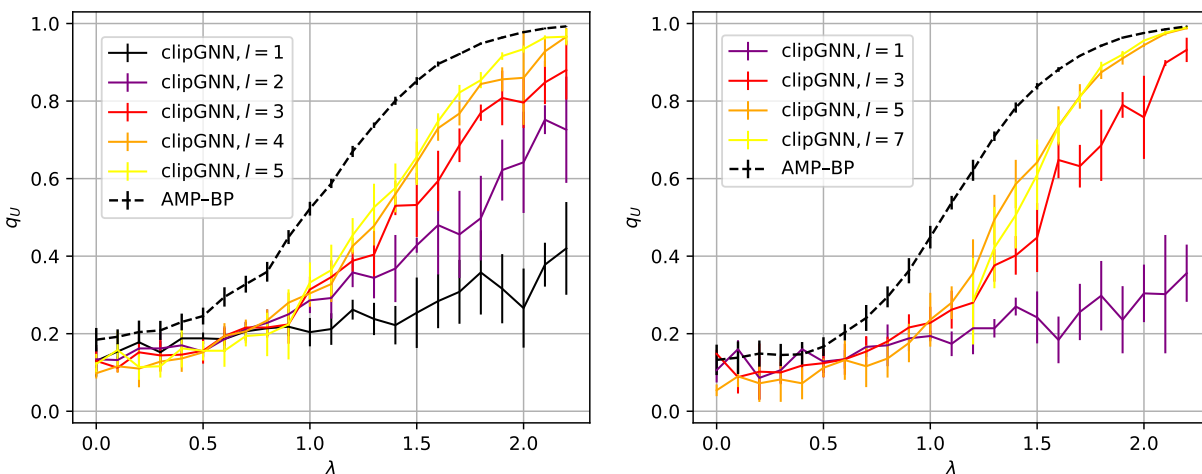 1.0
0.8
0.6
0.4
0.2
0.0
q_U
clipGNN, l = 1
clipGNN, l = 2
clipGNN, l = 3
clipGNN, l = 4
clipGNN, l = 5
AMP–BP
0.0 0.5 1.0 1.5 2.0
λ
1.0
0.8
0.6
0.4
0.2
0.0
q_U
clipGNN, l = 1
clipGNN, l = 3
clipGNN, l = 5
clipGNN, l = 7
AMP–BP
0.0 0.5 1.0 1.5 2.0
λ